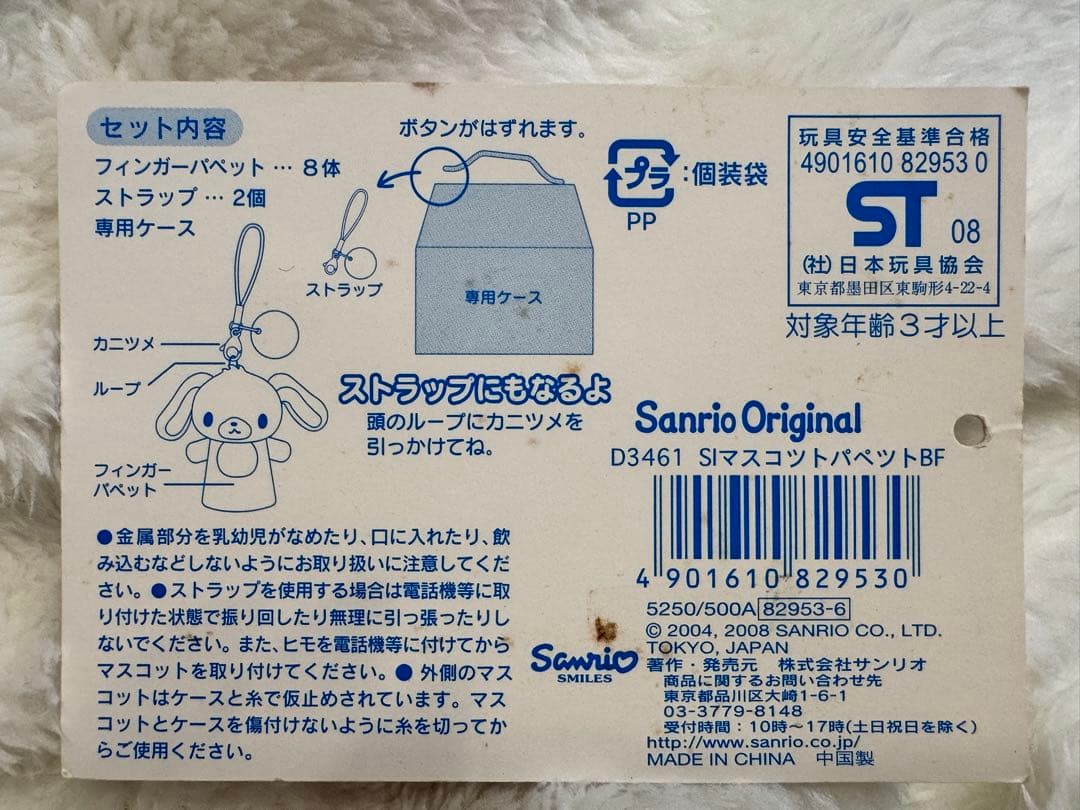 セット内容
フィンガーパペット … 8体
ストラップ … 2個
専用ケース
ボタンがはずれます。
ストラップ
専用ケース
カニツメ
ループ
フィンガー
パペット
ストラップにもなるよ
頭のループにカニツメを
引っかけてね。
プラ:個装袋
PP
玩具安全基準合格
4901610 82953 0
ST 08
(社)日本玩具協会
東京都墨田区東駒形4-22-4
対象年齢3才以上
Sanrio Original
D3461 SIマスコツトパペツトBF
4 901610 829530
5250/500A 82953-6
© 2004, 2008 SANRIO CO., LTD.
TOKYO, JAPAN
著作・発売元 株式会社サンリオ
商品に関するお問い合わせ先
東京都品川区大崎1-6-1
03-3779-8148
受付時間:10時~17時(土日祝日を除く)
http://www.sanrio.co.jp/
MADE IN CHINA 中国製
Sanrio
SMILES
●金属部分を乳幼児がなめたり、口に入れたり、飲
み込むなどしないようにお取り扱いに注意してくだ
さい。●ストラップを使用する場合は電話機等に取
り付けた状態で振り回したり無理に引っ張ったりし
ないでください。また、ヒモを電話機等に付けてから
マスコットを取り付けてください。●外側のマス
コットはケースと糸で仮止めされています。マス
コットとケースを傷付けないように糸を切ってか
らご使用ください。